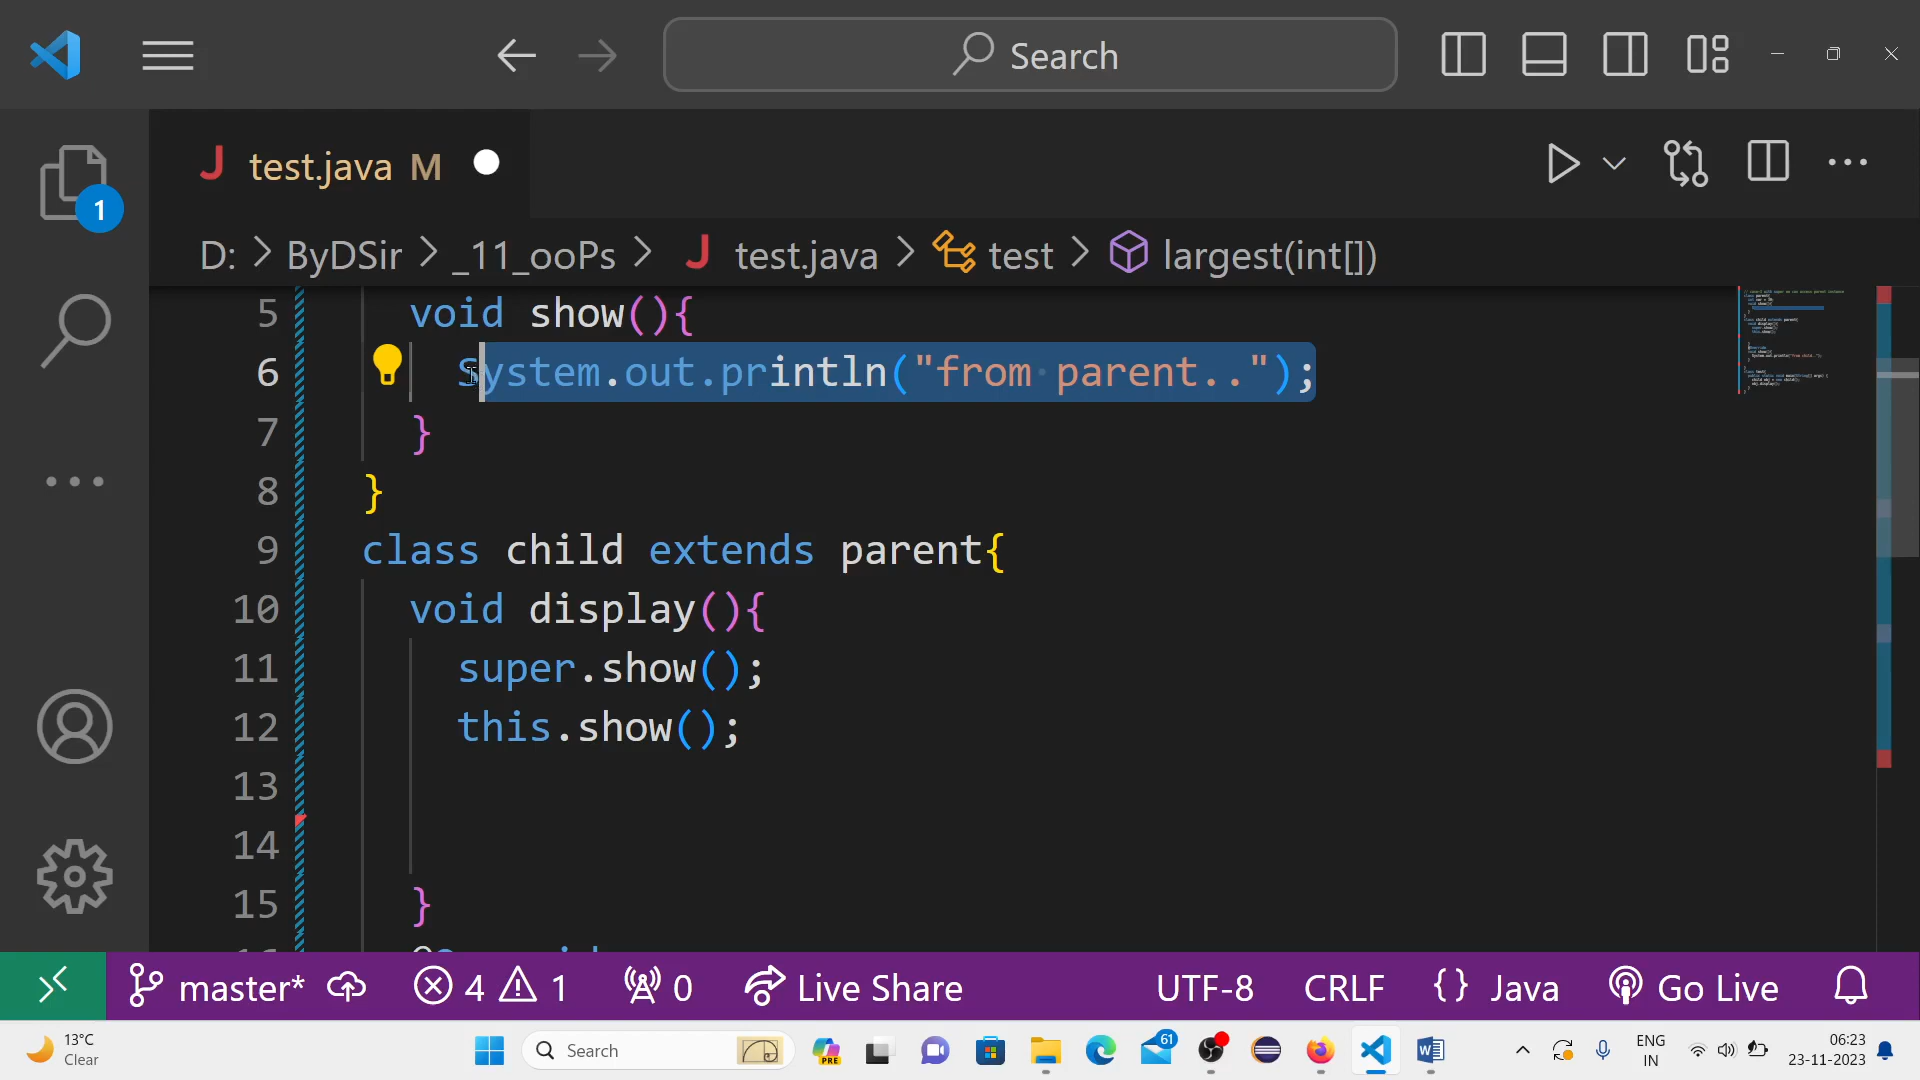 Search
test.java M
1
D: > ByDSir > _11_ooPs > test.java > test > largest(int[])
5 void show(){
6 System.out.println("from parent..");
7 }
8 }
9 class child extends parent{
10 void display(){
11 super.show();
12 this.show();
13
14
15 }
master* 4 1 0 Live Share UTF-8 CRLF {} Java Go Live
13°C
Clear
Search
PRE
61
ENG
IN
06:23
23-11-2023